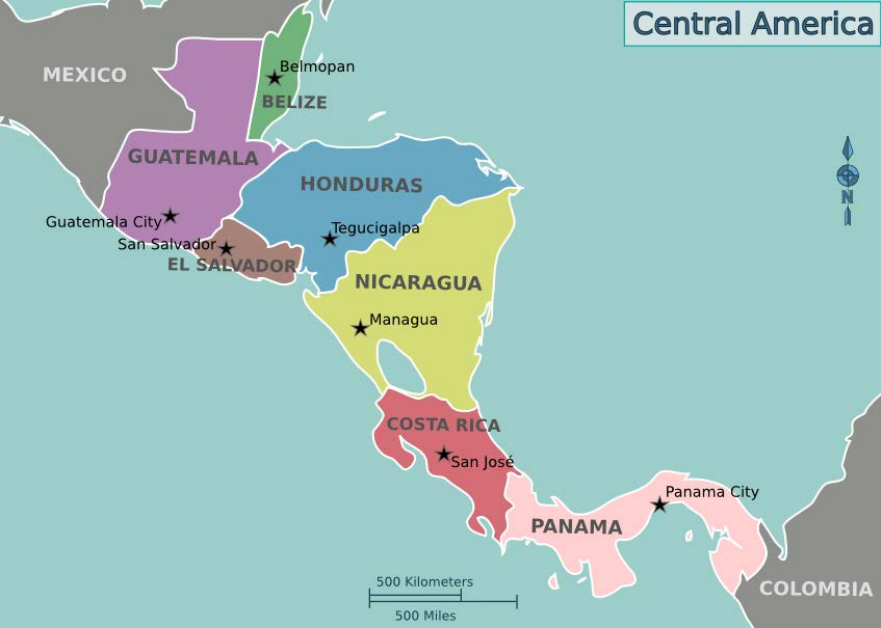 Central America
MEXICO
Belmopan
BELIZE
GUATEMALA
HONDURAS
Guatemala City
Tegucigalpa
San Salvador
EL SALVADOR
N
NICARAGUA
Managua
COSTA RICA
San José
Panama City
PANAMA
500 Kilometers
500 Miles
COLOMBIA